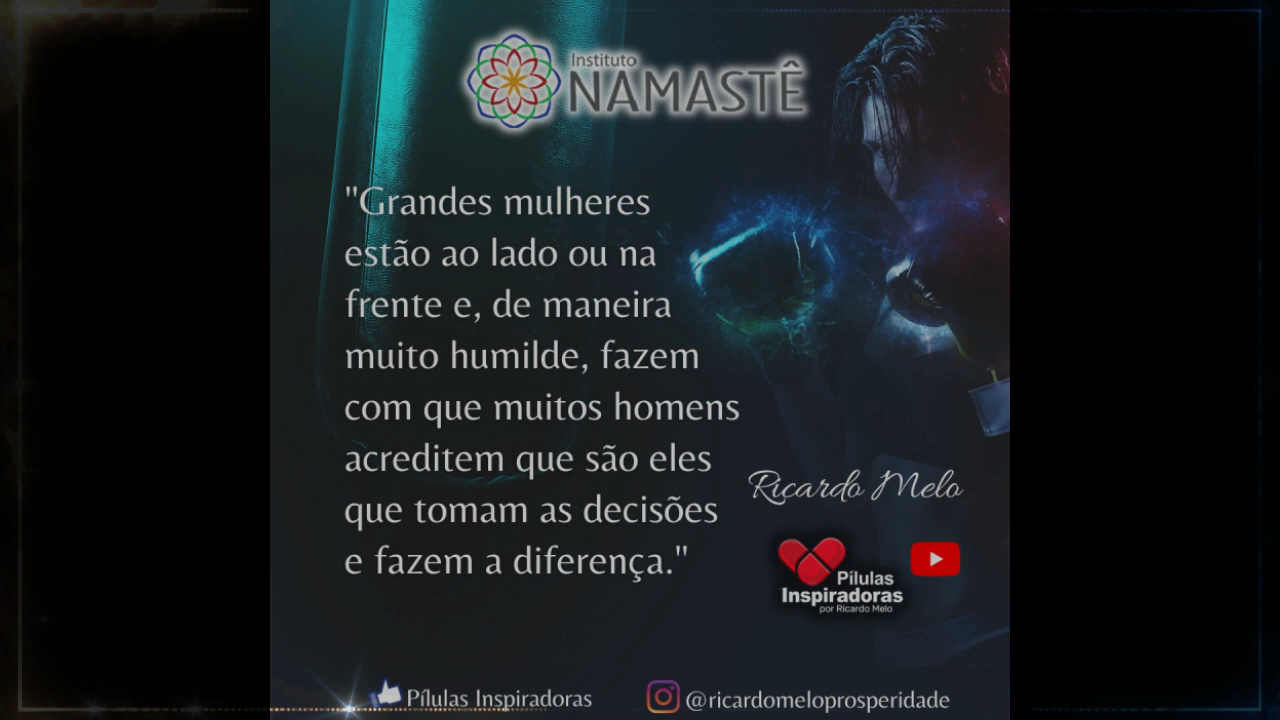 Instituto
NAMASTÊ
"Grandes mulheres
estão ao lado ou na
frente e, de maneira
muito humilde, fazem
com que muitos homens
acreditem que são eles
que tomam as decisões
e fazem a diferença."
Ricardo Melo
Pílulas
Inspiradoras
por Ricardo Melo
Pílulas Inspiradoras
@ricardomeloprosperidade